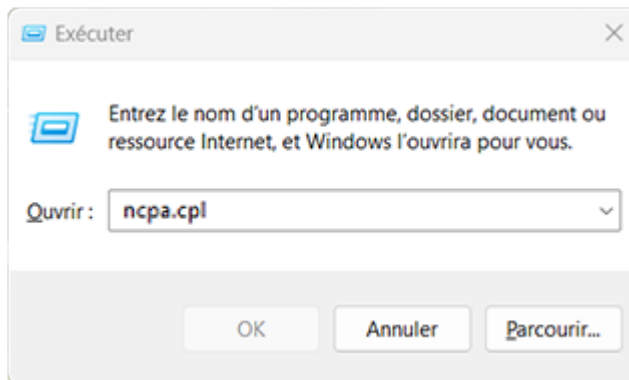 Exécuter
Entrez le nom d'un programme, dossier, document ou
ressource Internet, et Windows l'ouvrira pour vous.
Ouvrir : ncpa.cpl
OK Annuler Parcourir...